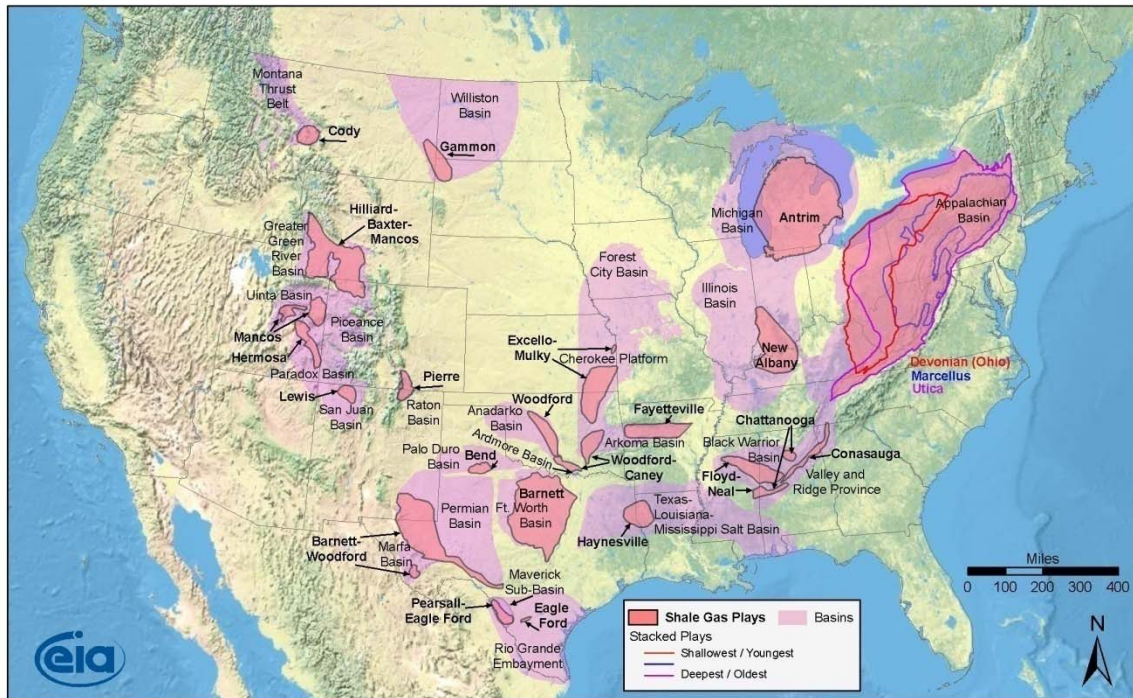 Montana
Thrust
Belt
Cody
Williston
Basin
Gammon
Hilliard-
Baxter-
Mancos
Greater
Green
River
Basin
Uinta Basin
Mancos
Piceance
Basin
Hermosa
Paradox Basin
Lewis
San Juan
Basin
Pierre
Raton
Basin
Forest
City Basin
Excello-
Mulky
Cherokee Platform
Michigan
Basin
Antrim
Illinois
Basin
New
Albany
Appalachian
Basin
Devonian (Ohio)
Marcellus
Utica
Anadarko
Basin
Woodford
Fayetteville
Arkoma Basin
Ardmore Basin
Woodford-
Caney
Palo Duro
Basin
Bend
Chattanooga
Black Warrior
Basin
Conasauga
Floyd-
Neal
Valley and
Ridge Province
Permian
Basin
Ft. Worth
Basin
Barnett
Texas-
Louisiana-
Mississippi Salt Basin
Haynesville
Barnett-
Woodford
Marfa
Basin
Maverick
Sub-Basin
Pearsall-
Eagle Ford
Eagle
Ford
Rio Grande
Embayment
Miles
0 100 200 300 400
N
Shale Gas Plays
Basins
Stacked Plays
Shallowest / Youngest
Deepest / Oldest
eia